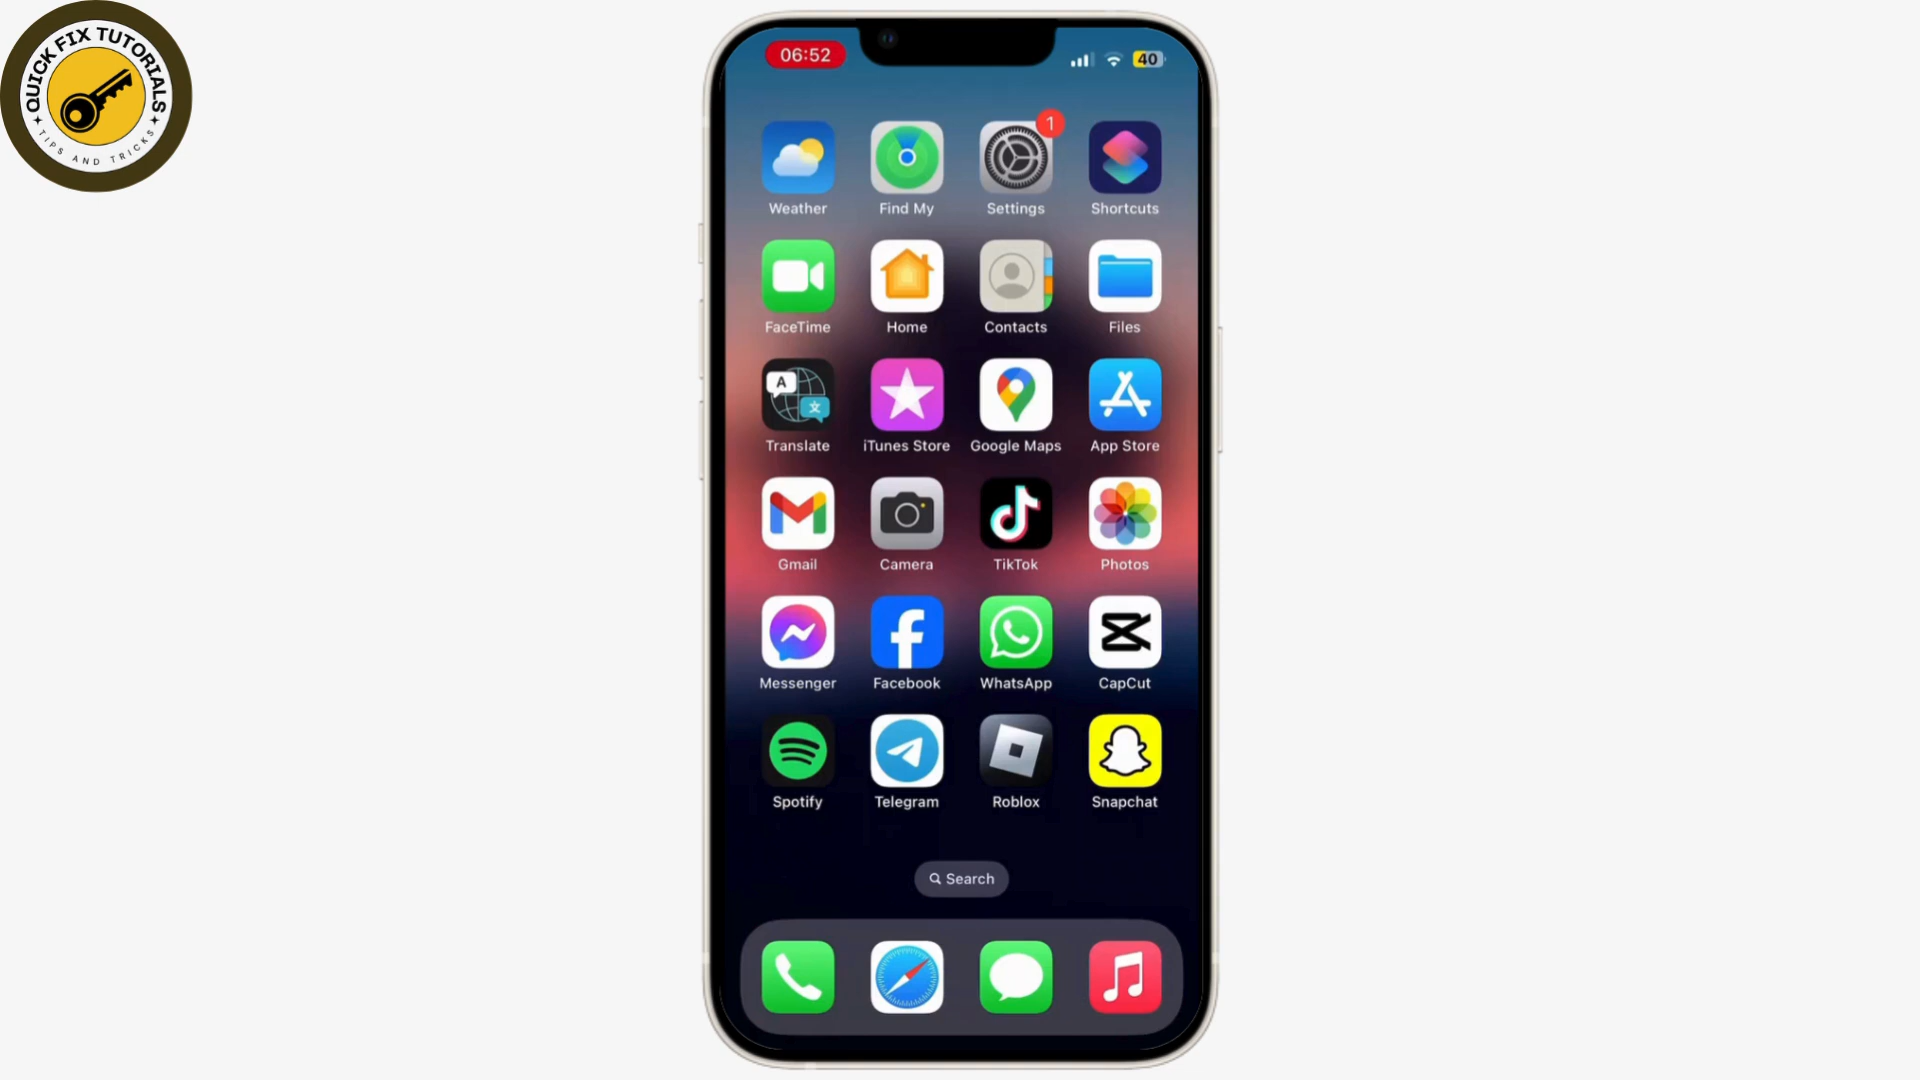 QUICK FIX TUTORIALS
TIPS AND TRICKS
06:52
40
1
Weather Find My Settings Shortcuts
FaceTime Home Contacts Files
A
文
Translate iTunes Store Google Maps App Store
Gmail Camera TikTok Photos
Messenger Facebook WhatsApp CapCut
Spotify Telegram Roblox Snapchat
Search